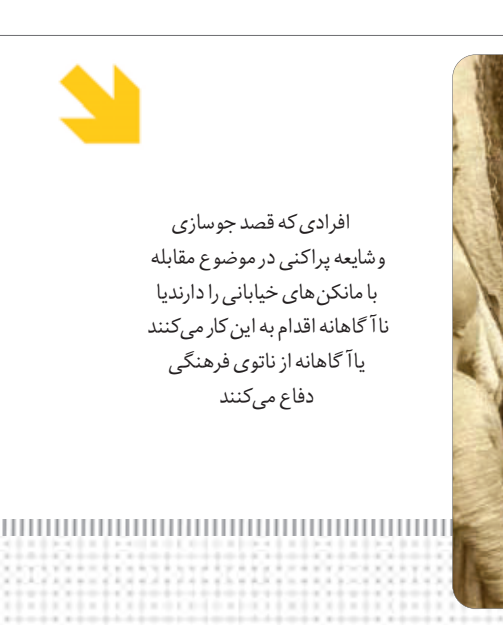 افرادی که قصد جوسازی
و شایعه پراکنی در موضوع مقابله
با مانکن‌های خیابانی را دارندیا
ناآگاهانه اقدام به این کار می‌کنند
یاآگاهانه از ناتوی فرهنگی
دفاع می‌کنند